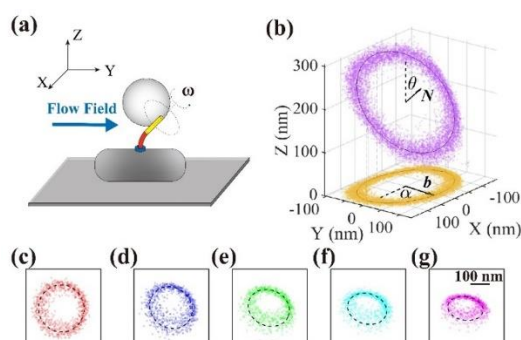 (a)
Z
Y
X
Flow Field
ω
(b)
Z (nm)
300
200
100
0
θ
N
b
α
-100
0
100
Y (nm)
100
0
-100
X (nm)
(c)
(d)
(e)
(f)
(g)
100 nm